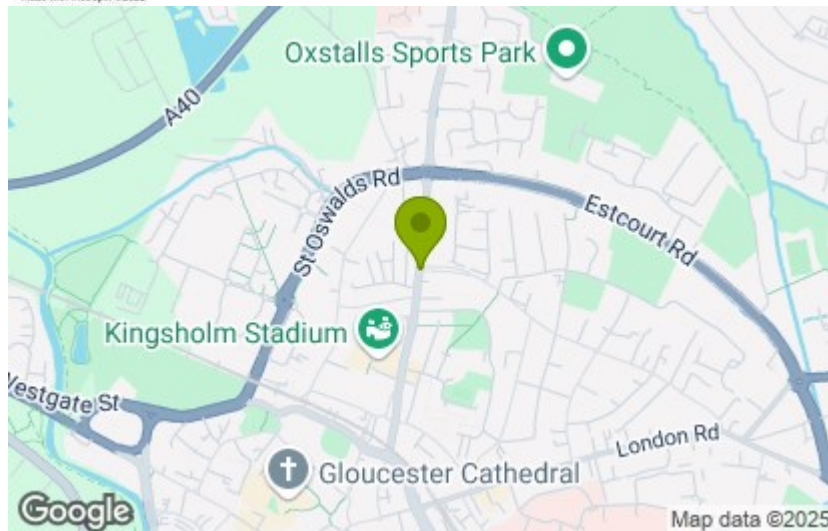 Oxstalls Sports Park
A40
St Oswalds Rd
Estcourt Rd
Kingsholm Stadium
Westgate St
London Rd
Gloucester Cathedral
Google
Map data ©2025